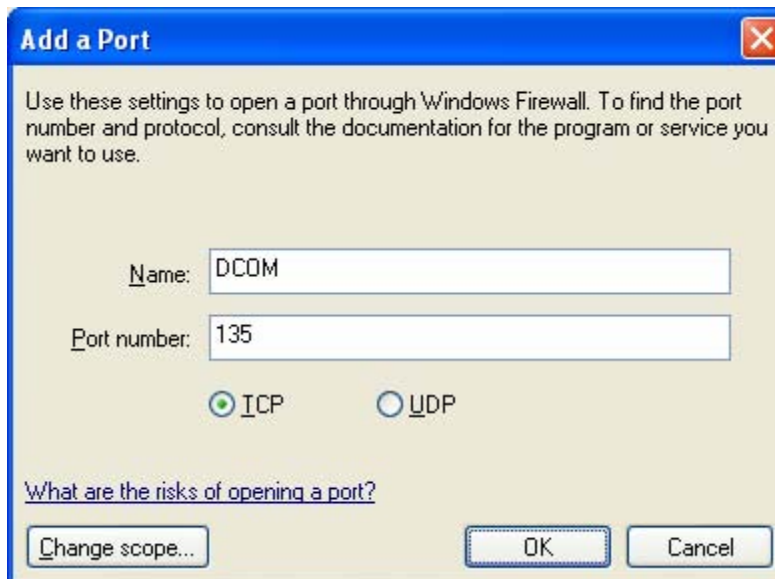 Add a Port
Use these settings to open a port through Windows Firewall. To find the port
number and protocol, consult the documentation for the program or service you
want to use.
Name: DCOM
Port number: 135
TCP UDP
What are the risks of opening a port?
Change scope... OK Cancel